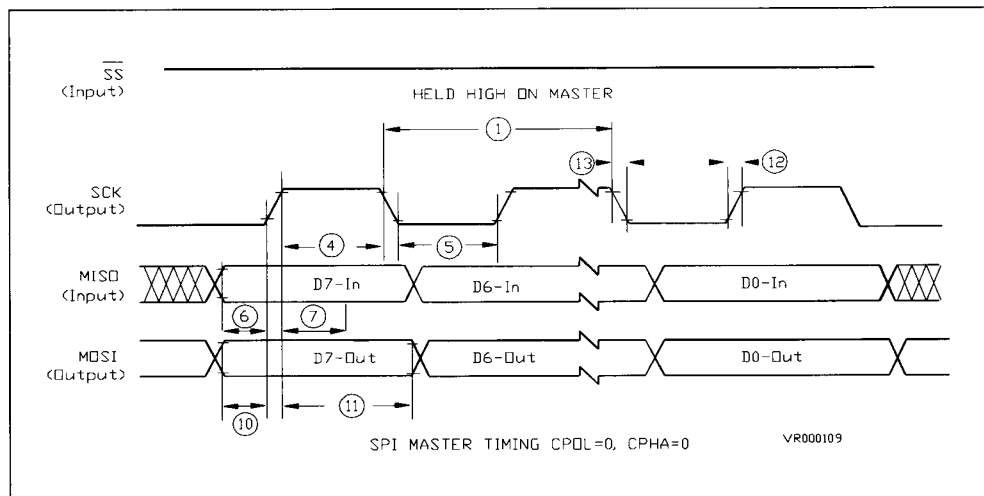 SS
(Input)
HELD HIGH ON MASTER
1
13
12
SCK
(Output)
4
5
MISO
(Input)
D7-In
D6-In
D0-In
6
7
MOSI
(Output)
D7-Out
D6-Out
D0-Out
10
11
SPI MASTER TIMING CPOL=0, CPHA=0
VR000109